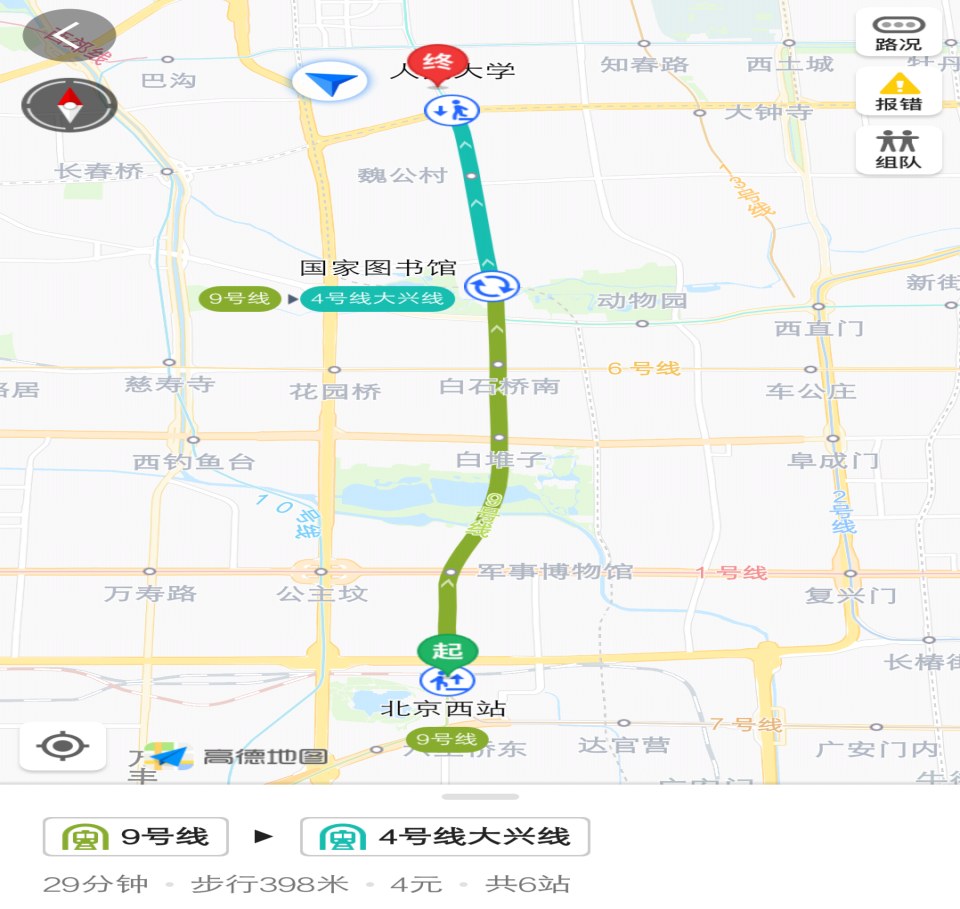 终
人民大学
知春路
西土城
牡丹
路况
巴沟
报错
大钟寺
组队
长春桥
魏公村
13号线
国家图书馆
9号线
4号线大兴线
动物园
新街
西直门
6号线
慈寿寺
花园桥
白石桥南
车公庄
西钓鱼台
白堆子
阜成门
10号线
9号线
2号线
万寿路
公主坟
军事博物馆
1号线
复兴门
起
长椿街
北京西站
9号线
7号线
达官营
广安门内
高德地图
9号线
4号线大兴线
29分钟 • 步行398米 • 4元 • 共6站